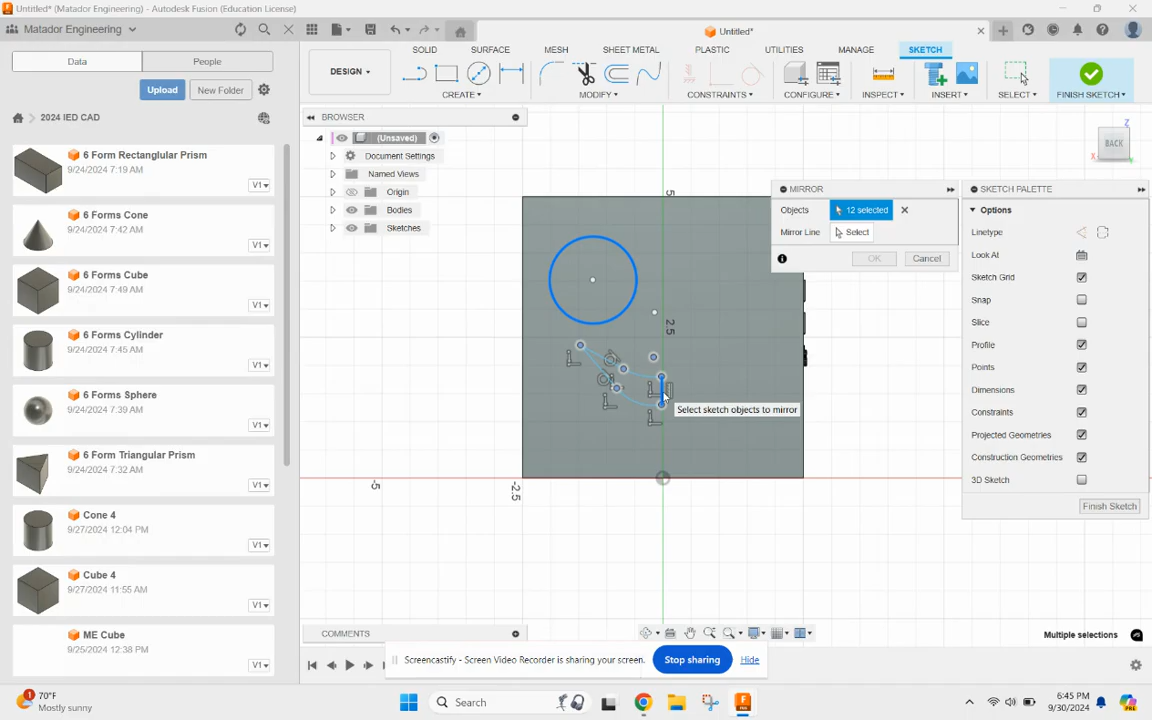 Untitled* (Matador Engineering) - Autodesk Fusion (Education License)
Matador Engineering
Untitled*
Data
People
Upload
New Folder
2024 IED CAD
6 Form Rectanglular Prism
9/24/2024 7:19 AM
V1
6 Forms Cone
9/24/2024 7:42 AM
V1
6 Forms Cube
9/24/2024 7:49 AM
V1
6 Forms Cylinder
9/24/2024 7:45 AM
V1
6 Forms Sphere
9/24/2024 7:39 AM
V1
6 Form Triangular Prism
9/24/2024 7:32 AM
V1
Cone 4
9/27/2024 12:04 PM
V1
Cube 4
9/27/2024 11:55 AM
V1
ME Cube
9/25/2024 12:38 PM
V1
DESIGN
SOLID
SURFACE
MESH
SHEET METAL
PLASTIC
UTILITIES
MANAGE
SKETCH
CREATE
MODIFY
CONSTRAINTS
CONFIGURE
INSPECT
INSERT
SELECT
FINISH SKETCH
BROWSER
(Unsaved)
Document Settings
Named Views
Origin
Bodies
Sketches
5
2.5
-2.5
-5
Select sketch objects to mirror
BACK
Z
X
MIRROR
Objects
12 selected
Mirror Line
Select
OK
Cancel
SKETCH PALETTE
Options
Linetype
Look At
Sketch Grid
Snap
Slice
Profile
Points
Dimensions
Constraints
Projected Geometries
Construction Geometries
3D Sketch
Finish Sketch
COMMENTS
Multiple selections
Screencastify - Screen Video Recorder is sharing your screen.
Stop sharing
Hide
1
70°F
Mostly sunny
Search
6:45 PM
9/30/2024